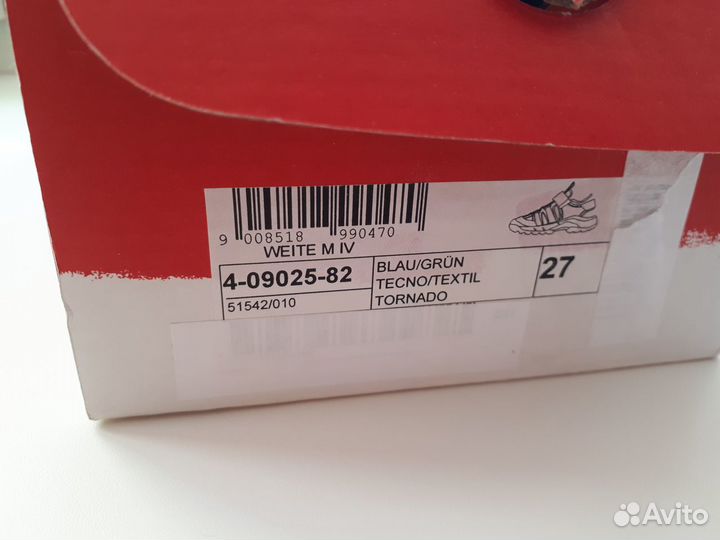 9 008518 990470
WEITE M IV
4-09025-82
51542/010
BLAU/GRÜN
TECNO/TEXTIL
TORNADO
27
Avito